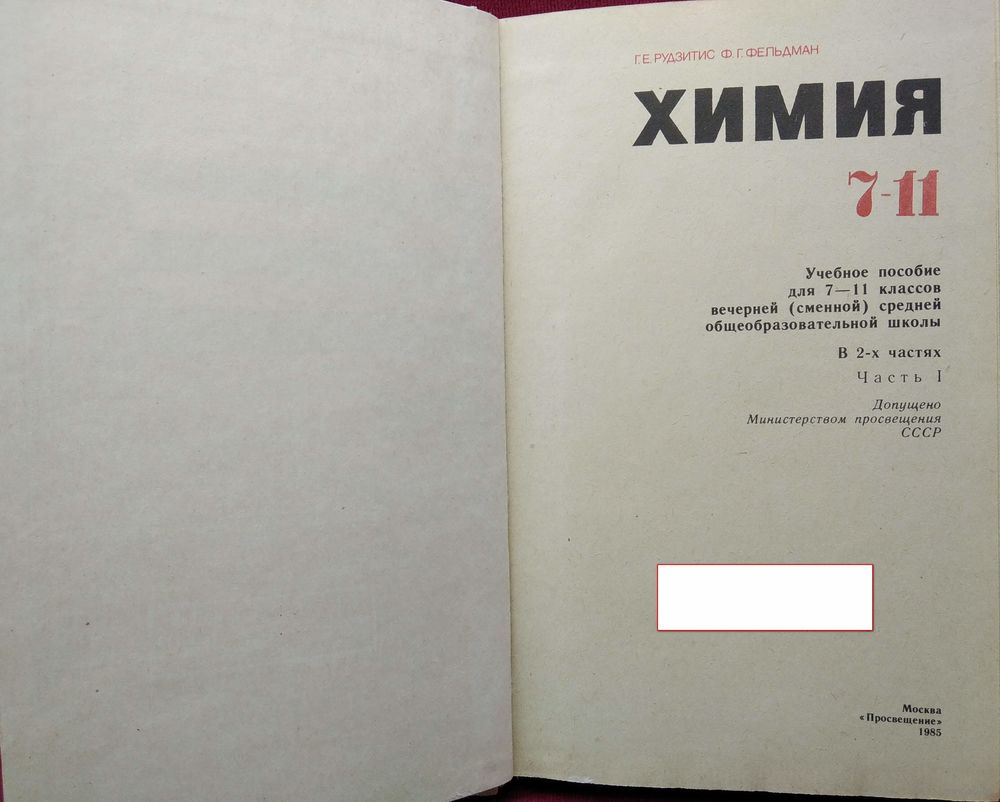 Г. Е. РУДЗИТИС Ф. Г. ФЕЛЬДМАН
ХИМИЯ
7-11
Учебное пособие
для 7—11 классов
вечерней (сменной) средней
общеобразовательной школы
В 2-х частях
Часть I
Допущено
Министерством просвещения
СССР
Москва
«Просвещение»
1985